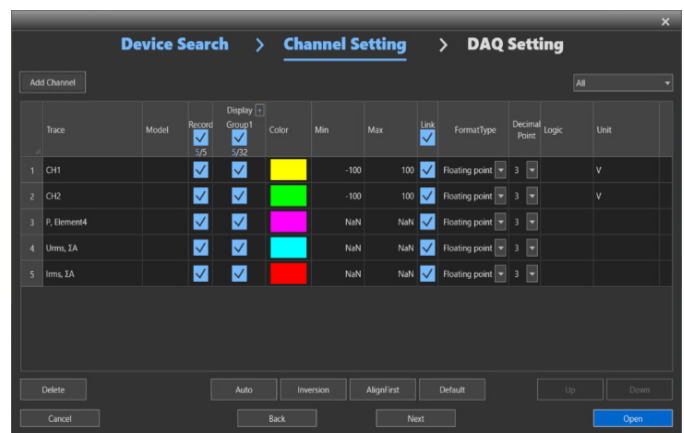 ×
Device Search > Channel Setting > DAQ Setting
Add Channel All
Trace Model Record Display + Group1 Color Min Max Link FormatType Decimal Point Logic Unit
5/5 5/32
1 CH1 -100 100 Floating point 3 V
2 CH2 -100 100 Floating point 3 V
3 P, Element4 NaN NaN Floating point 3
4 Urms, ΣA NaN NaN Floating point 3
5 Irms, ΣA NaN NaN Floating point 3
Delete Auto Inversion AlignFirst Default Up Down
Cancel Back Next Open